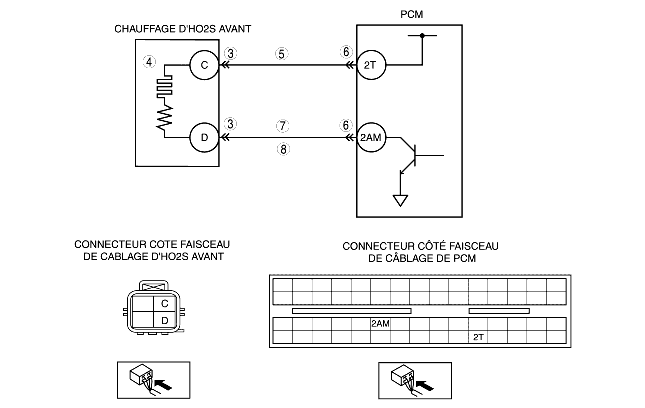 PCM
CHAUFFAGE D'HO2S AVANT
4 C 3 5 6 2T
D 3 7 6 2AM
8
CONNECTEUR COTE FAISCEAU
DE CABLAGE D'HO2S AVANT
CONNECTEUR CÔTÉ FAISCEAU
DE CÂBLAGE DE PCM
C
D
2AM
2T